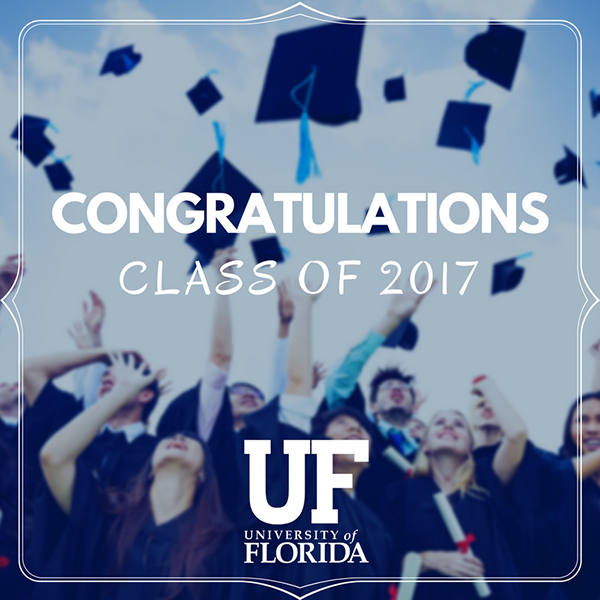 CONGRATULATIONS
CLASS OF 2017
UF
UNIVERSITY of
FLORIDA